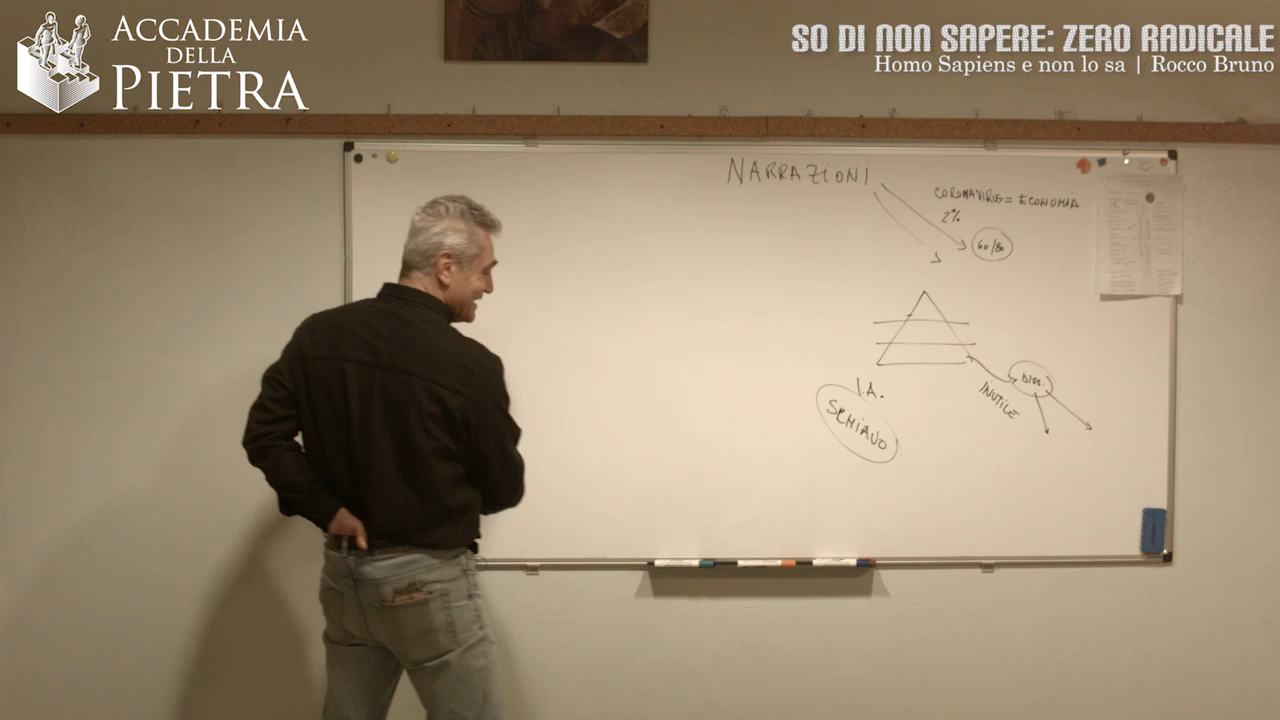 ACCADEMIA
DELLA
PIETRA
SO DI NON SAPERE: ZERO RADICALE
Homo Sapiens e non lo sa | Rocco Bruno
NARRAZIONI
CORONAVIRUS = ECONOMIA
2%
60/80
I.A.
SCHIAVO
INUTILE